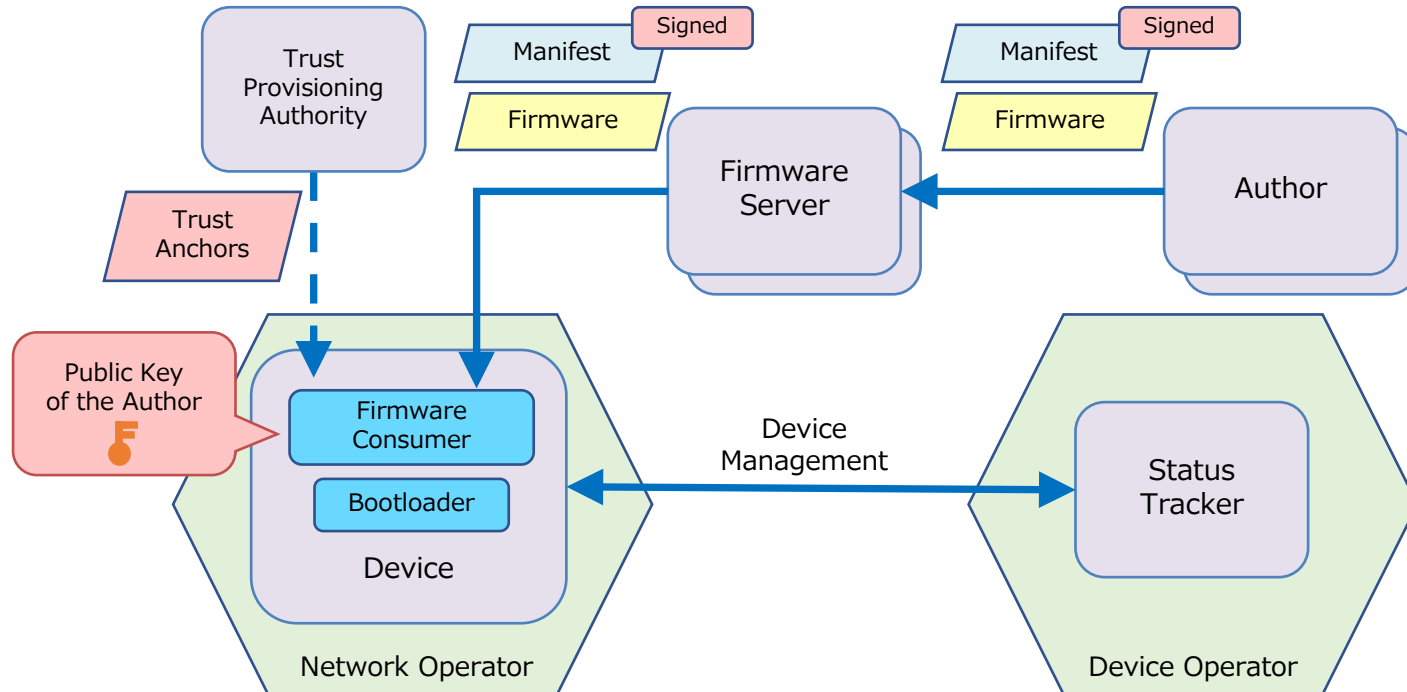 Trust
Provisioning
Authority
Manifest
Signed
Firmware
Manifest
Signed
Firmware
Firmware
Server
Author
Trust
Anchors
Public Key
of the Author
Firmware
Consumer
Bootloader
Device
Network Operator
Device
Management
Status
Tracker
Device Operator